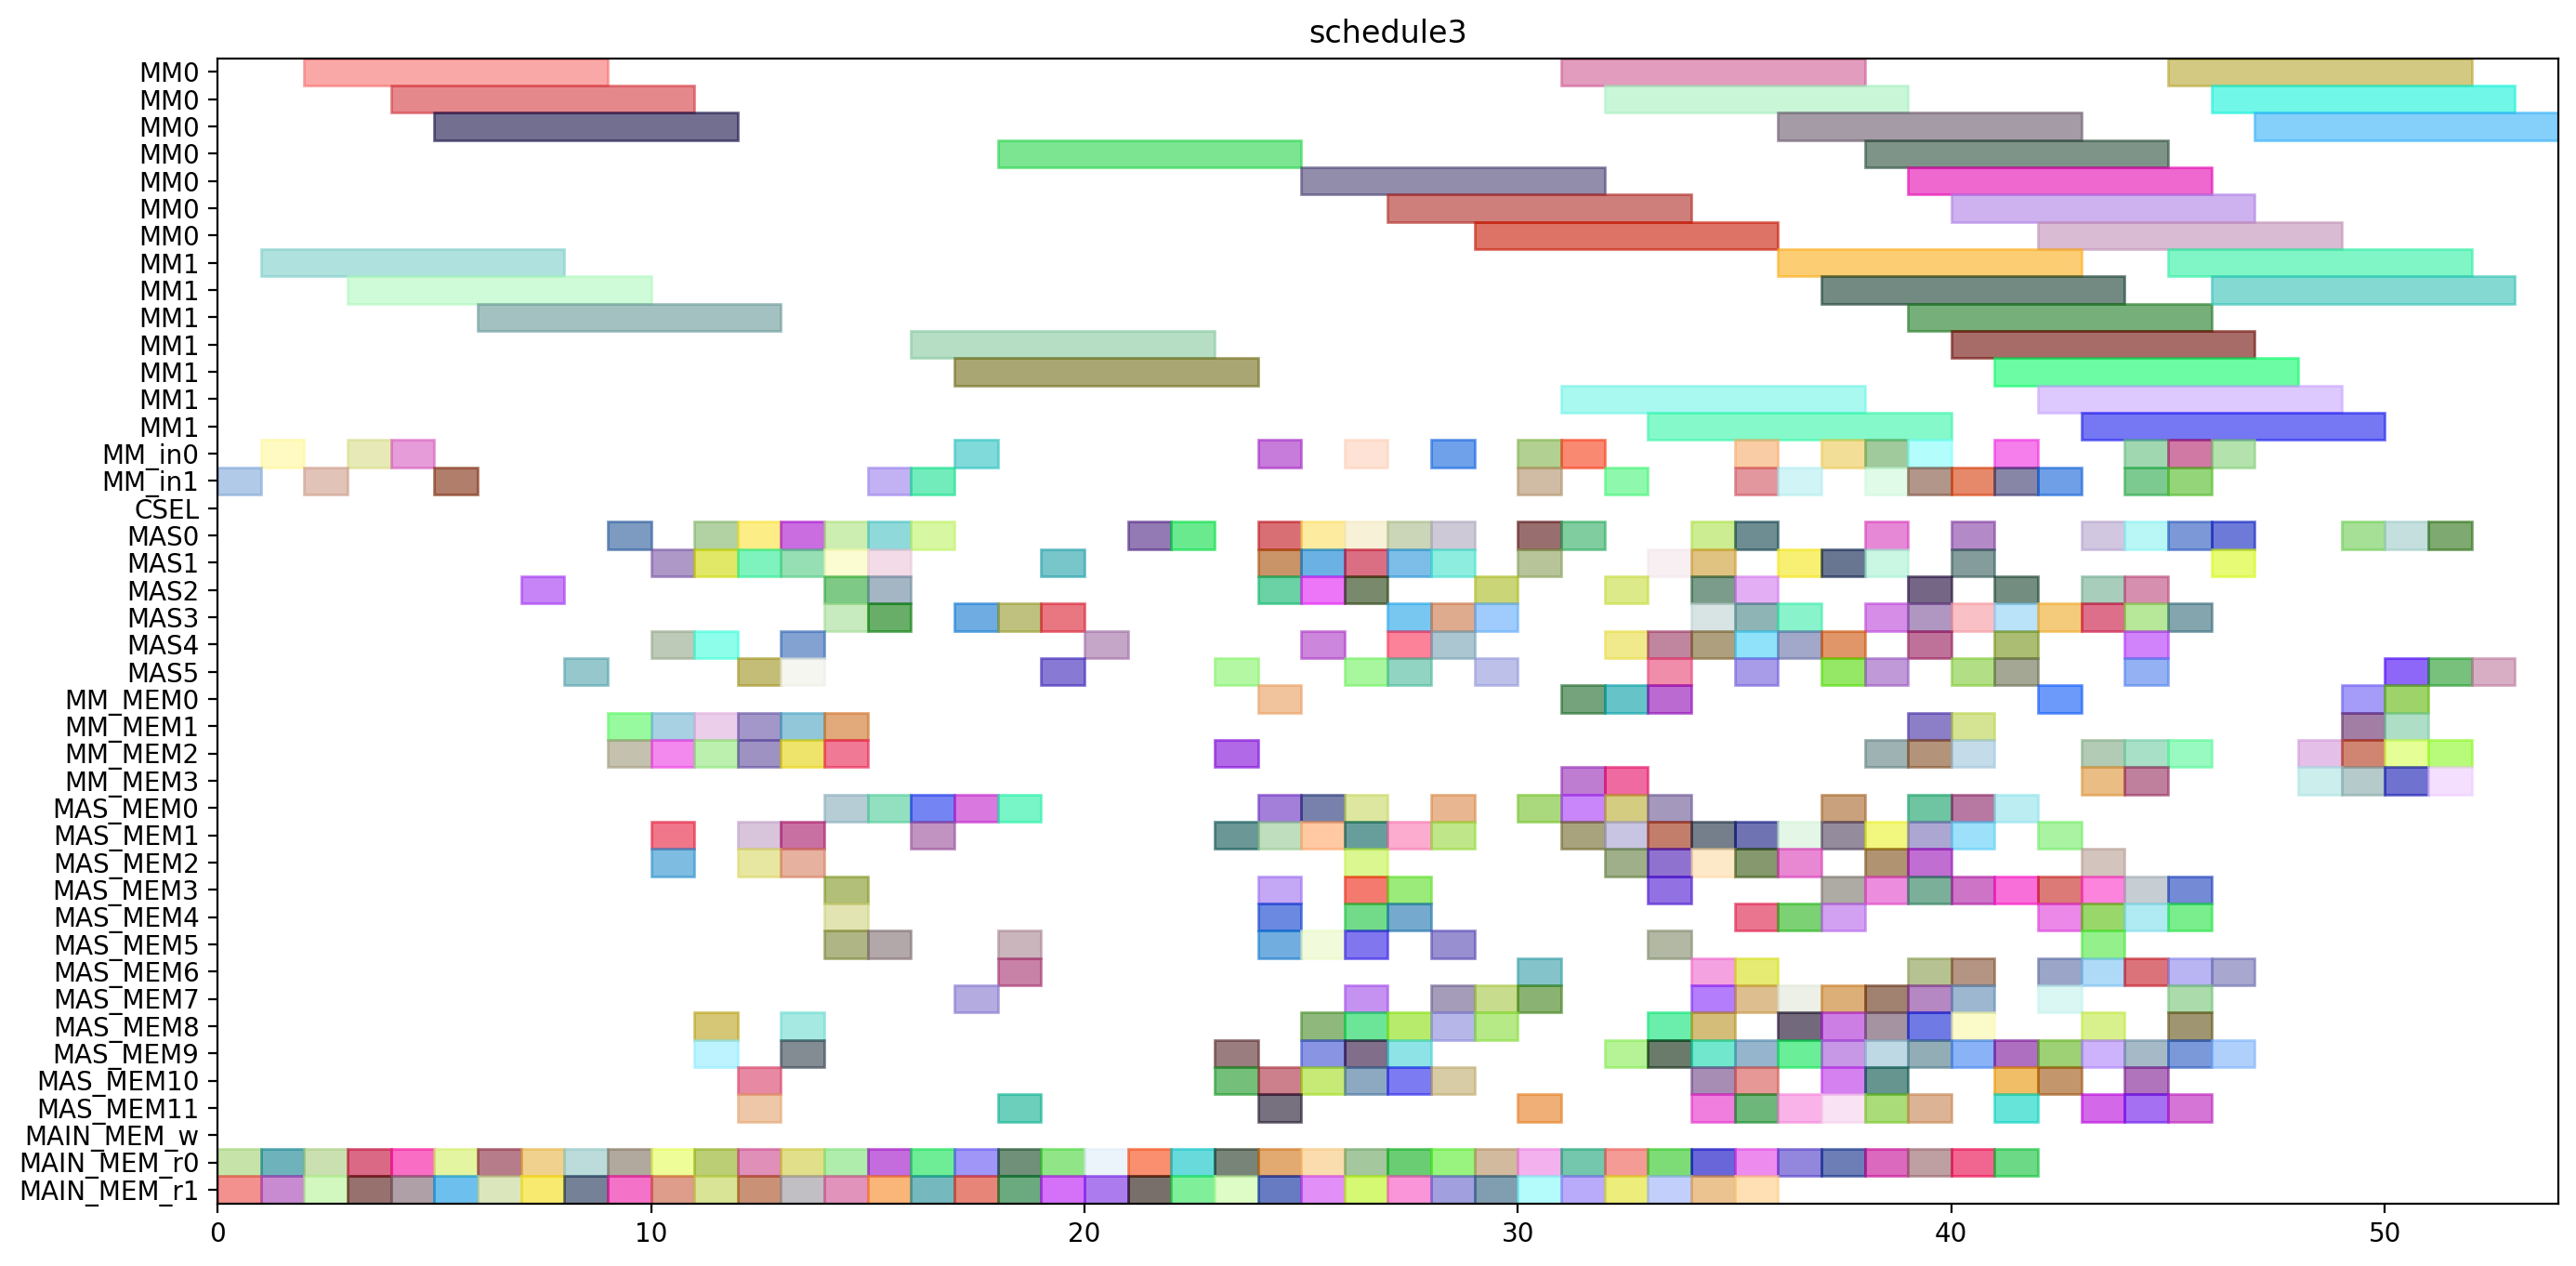 schedule3
MM0
MM0
MM0
MM0
MM0
MM0
MM0
MM1
MM1
MM1
MM1
MM1
MM1
MM1
MM_in0
MM_in1
CSEL
MAS0
MAS1
MAS2
MAS3
MAS4
MAS5
MM_MEM0
MM_MEM1
MM_MEM2
MM_MEM3
MAS_MEM0
MAS_MEM1
MAS_MEM2
MAS_MEM3
MAS_MEM4
MAS_MEM5
MAS_MEM6
MAS_MEM7
MAS_MEM8
MAS_MEM9
MAS_MEM10
MAS_MEM11
MAIN_MEM_w
MAIN_MEM_r0
MAIN_MEM_r1
0 10 20 30 40 50